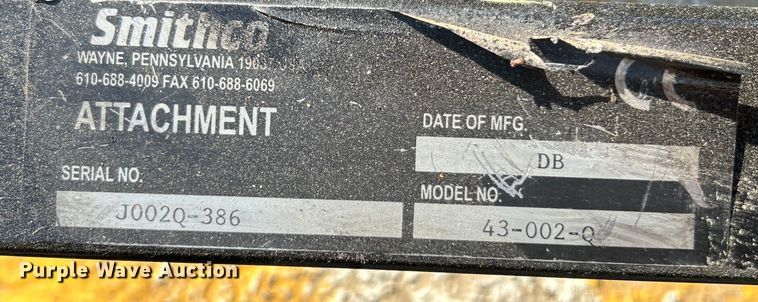 Smithco
WAYNE, PENNSYLVANIA
610-688-4009 FAX 610-688-6069
ATTACHMENT
DATE OF MFG.
DB
SERIAL NO.
J002Q-386
MODEL NO.
43-002-Q
CE
Purple Wave Auction